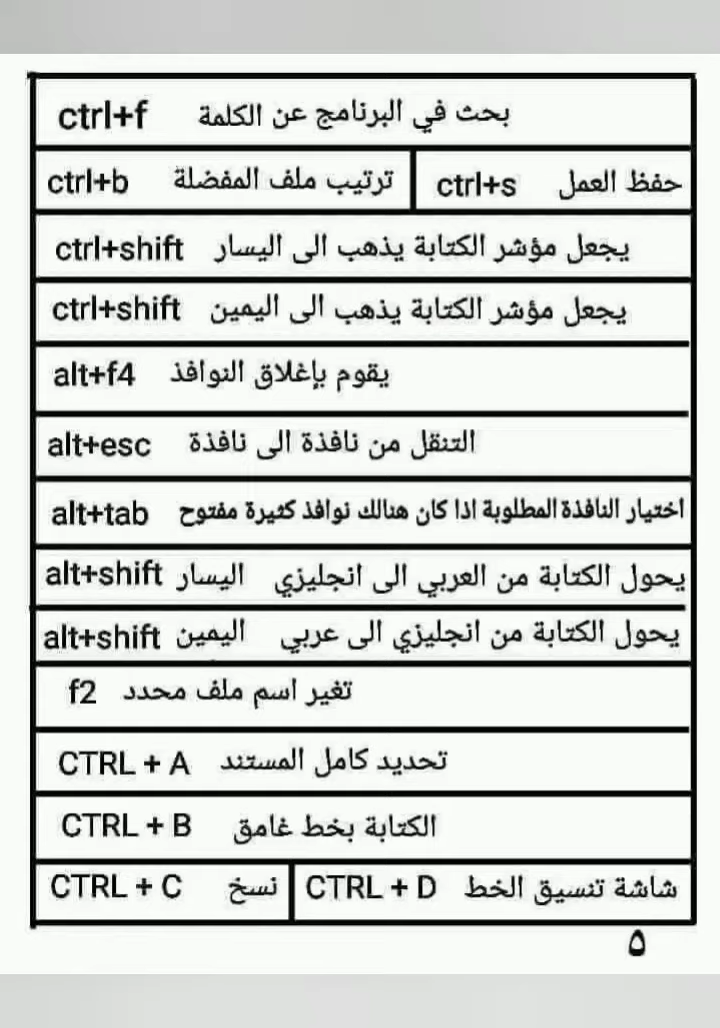 ctrl+f بحث في البرنامج عن الكلمة
حفظ العمل ctrl+s ترتيب ملف المفضلة ctrl+b
ctrl+shift يجعل مؤشر الكتابة يذهب الى اليسار
ctrl+shift يجعل مؤشر الكتابة يذهب الى اليمين
alt+f4 يقوم بإغلاق النوافذ
alt+esc التنقل من نافذة الى نافذة
alt+tab اختيار النافذة المطلوبة اذا كان هنالك نوافذ كثيرة مفتوح
يحول الكتابة من العربي الى انجليزي اليسار alt+shift
يحول الكتابة من انجليزي الى عربي اليمين alt+shift
f2 تغير اسم ملف محدد
CTRL + A تحديد كامل المستند
CTRL + B الكتابة بخط غامق
شاشة تنسيق الخط CTRL + D نسخ CTRL + C
٥